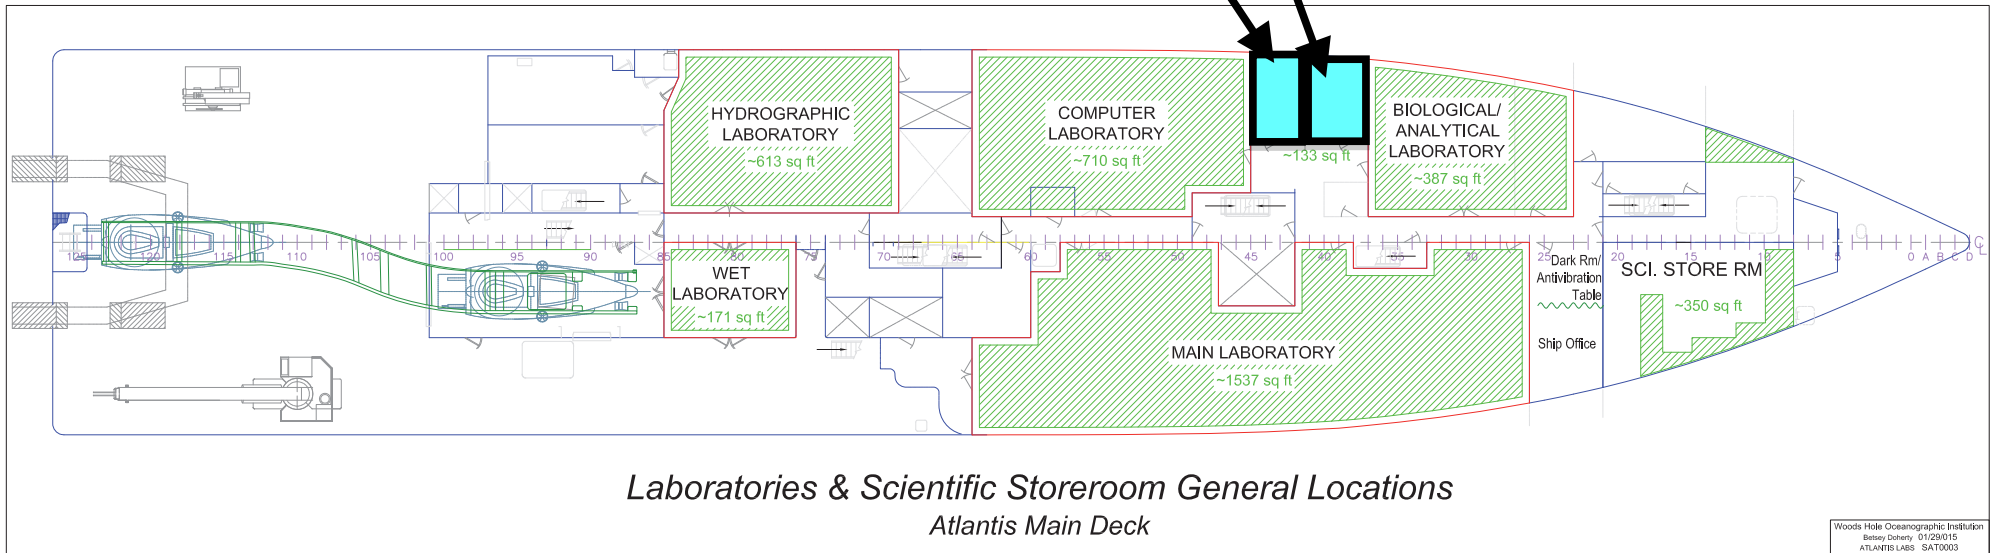 HYDROGRAPHIC
LABORATORY
~613 sq ft
COMPUTER
LABORATORY
~710 sq ft
~133 sq ft
BIOLOGICAL/
ANALYTICAL
LABORATORY
~387 sq ft
WET
LABORATORY
~171 sq ft
MAIN LABORATORY
~1537 sq ft
Dark Rm/
Antivibration
Table
Ship Office
SCI. STORE RM
~350 sq ft
125 120 115 110 105 100 95 90 85 80 75 70 65 60 55 50 45 40 35 30 25 20 15 10 5 0 A B C D
C
L
Laboratories & Scientific Storeroom General Locations
Atlantis Main Deck
Woods Hole Oceanographic Institution
Betsey Doherty 01/29/015
ATLANTIS LABS SAT0003